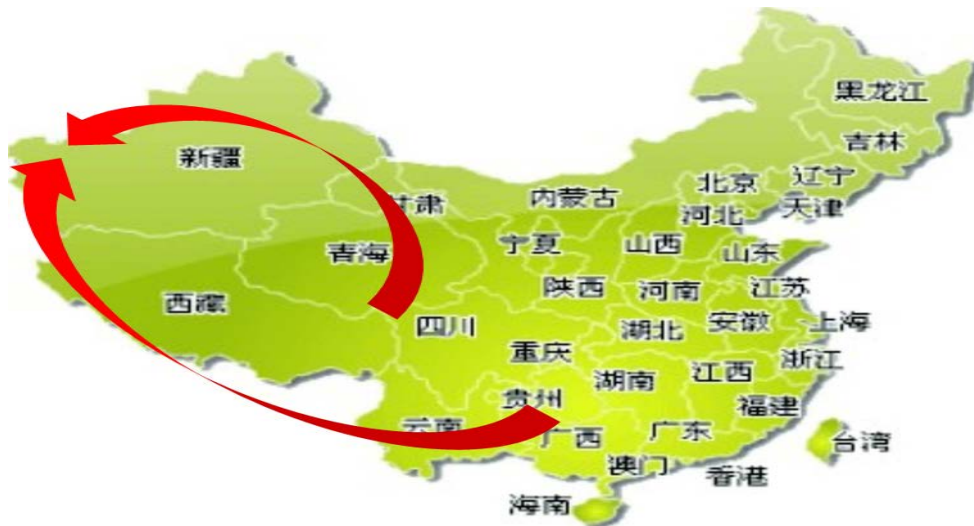 黑龙江
吉林
新疆
北京
辽宁
甘肃
内蒙古
河北
天津
青海
宁夏
山西
山东
西藏
陕西
河南
江苏
四川
湖北
安徽
上海
重庆
湖南
江西
浙江
贵州
福建
云南
广西
广东
台湾
澳门
香港
海南